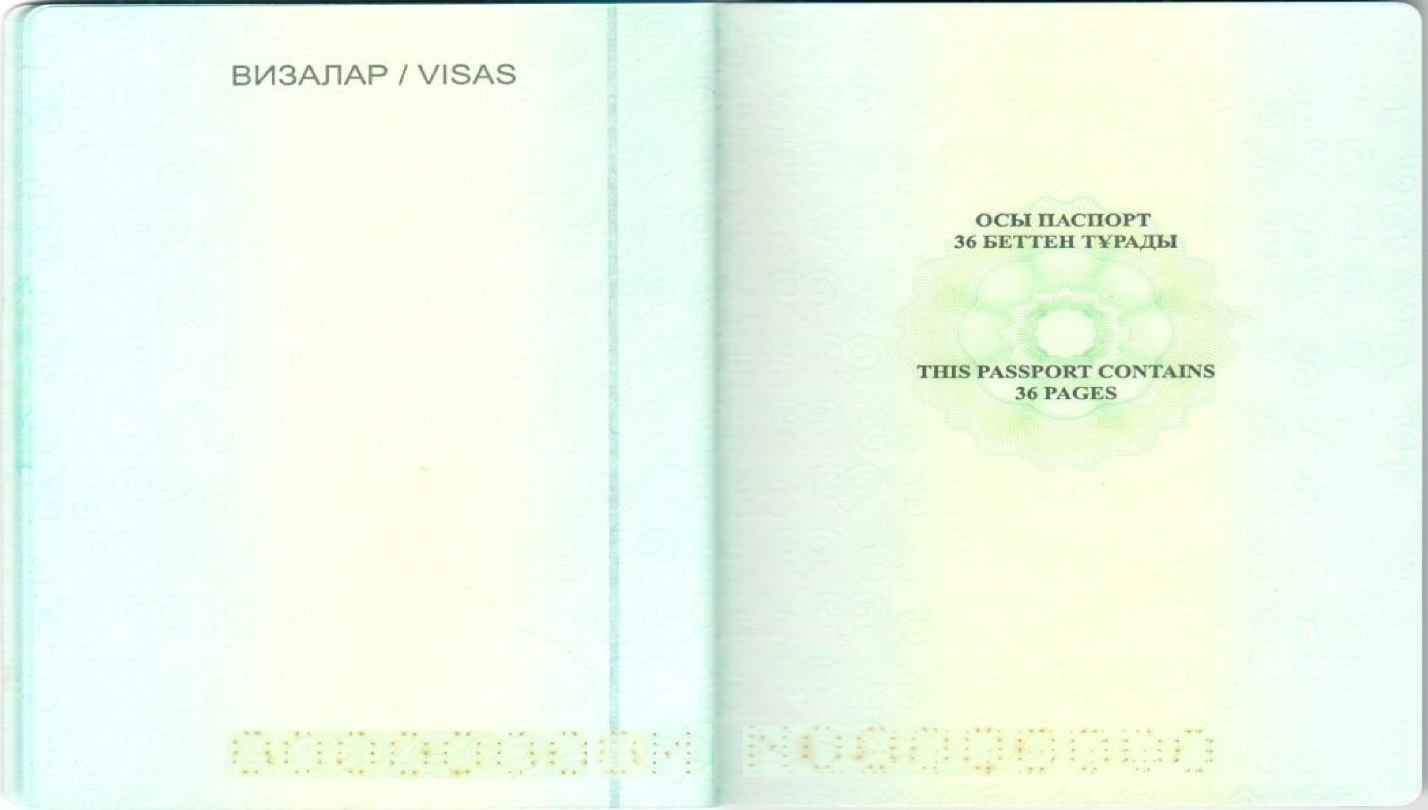 ВИЗАЛАР / VISAS
ОСЫ ПАСПОРТ
36 БЕТТЕН ТҰРАДЫ
THIS PASSPORT CONTAINS
36 PAGES